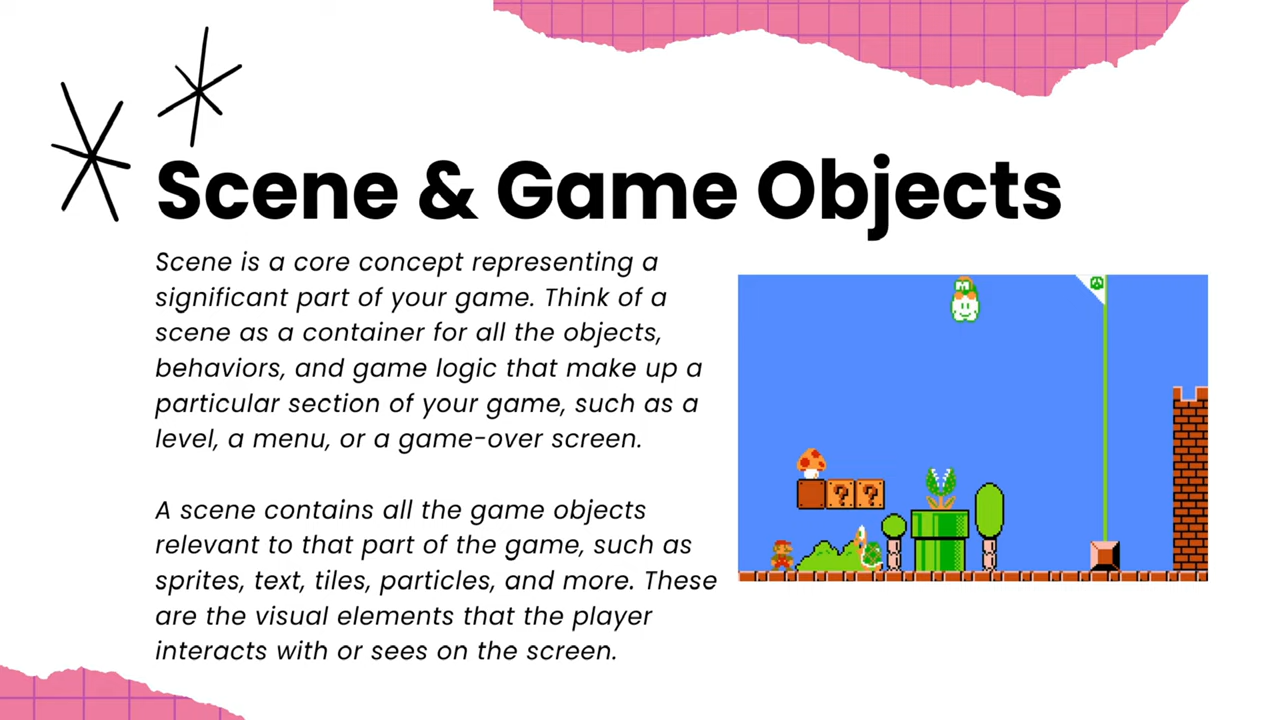 Scene & Game Objects
Scene is a core concept representing a
significant part of your game. Think of a
scene as a container for all the objects,
behaviors, and game logic that make up a
particular section of your game, such as a
level, a menu, or a game-over screen.
A scene contains all the game objects
relevant to that part of the game, such as
sprites, text, tiles, particles, and more. These
are the visual elements that the player
interacts with or sees on the screen.
M
? ?